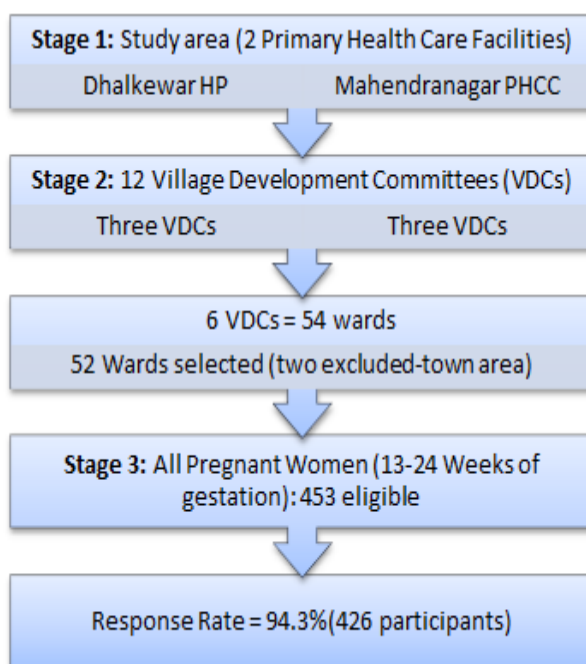 Stage 1: Study area (2 Primary Health Care Facilities)
Dhalkewar HP Mahendranagar PHCC
Stage 2: 12 Village Development Committees (VDCs)
Three VDCs Three VDCs
6 VDCs = 54 wards
52 Wards selected (two excluded-town area)
Stage 3: All Pregnant Women (13-24 Weeks of
gestation): 453 eligible
Response Rate = 94.3%(426 participants)